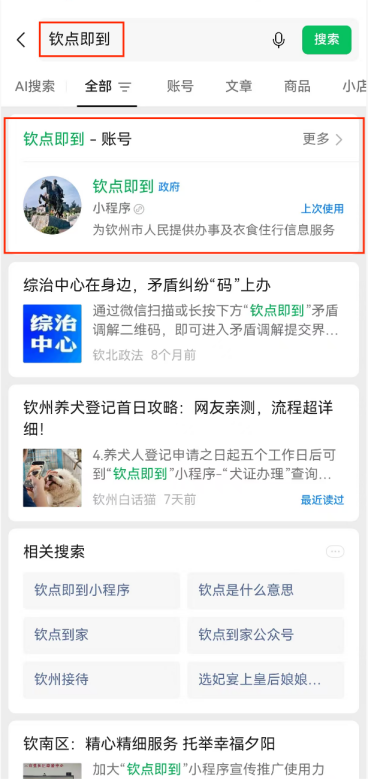 钦点即到
搜索
AI搜索 全部 账号 文章 商品 小店
钦点即到 - 账号 更多
钦点即到 政府
小程序 上次使用
为钦州市人民提供办事及衣食住行信息服务
综治中心在身边，矛盾纠纷“码”上办
综治中心
通过微信扫描或长按下方“钦点即到”矛盾
调解二维码，即可进入矛盾调解提交界...
钦北政法 8个月前
钦州养犬登记首日攻略：网友亲测，流程超详
细!
4.养犬人登记申请之日起五个工作日后可
到“钦点即到”小程序-“犬证办理”查询...
钦州白话猫 7天前 最近读过
相关搜索
钦点即到小程序 钦点是什么意思
钦点到家 钦点到家公众号
钦州接待 选妃宴上皇后娘娘...
钦南区：精心精细服务 托举幸福夕阳
加大“钦点即到”小程序宣传推广使用力